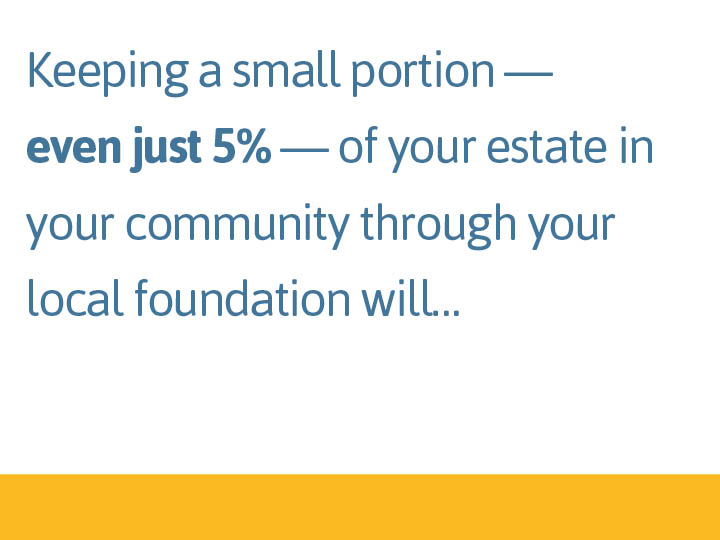 Keeping a small portion —
even just 5% — of your estate in
your community through your
local foundation will...